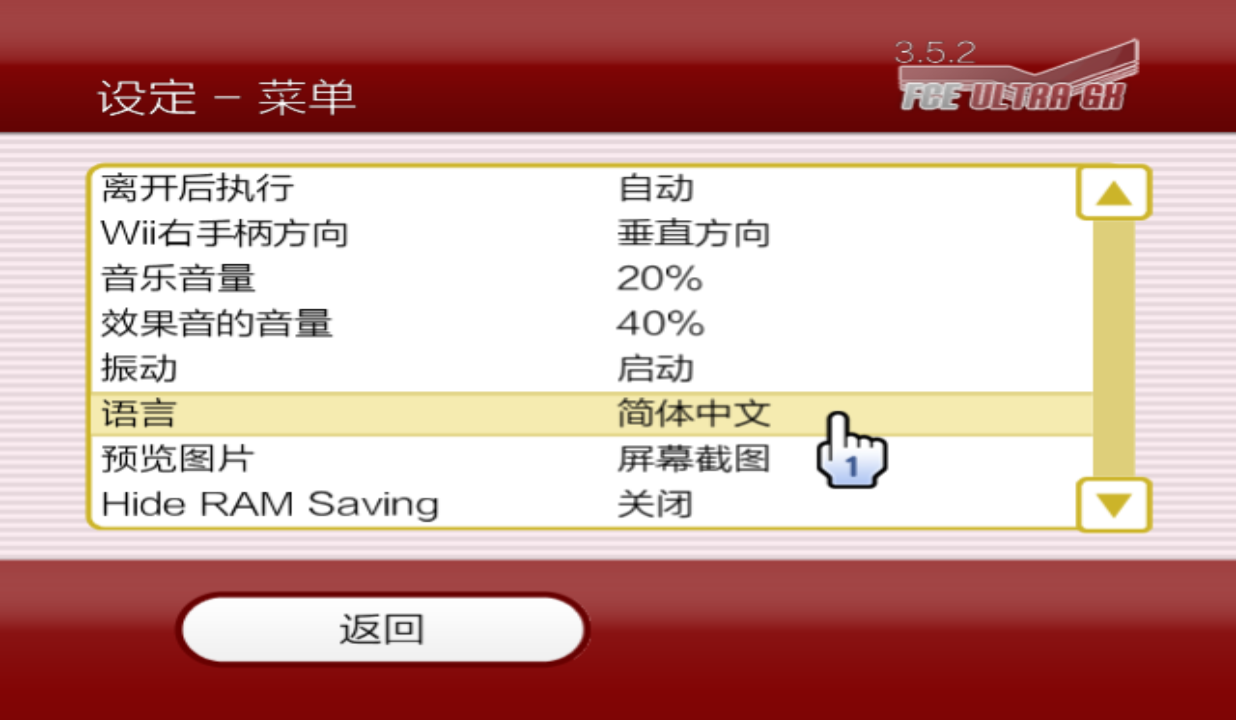 3.5.2
FCE ULTRA GX
设定 - 菜单
离开后执行 自动
Wii右手柄方向 垂直方向
音乐音量 20%
效果音的音量 40%
振动 启动
语言 简体中文
预览图片 屏幕截图
Hide RAM Saving 关闭
1
返回